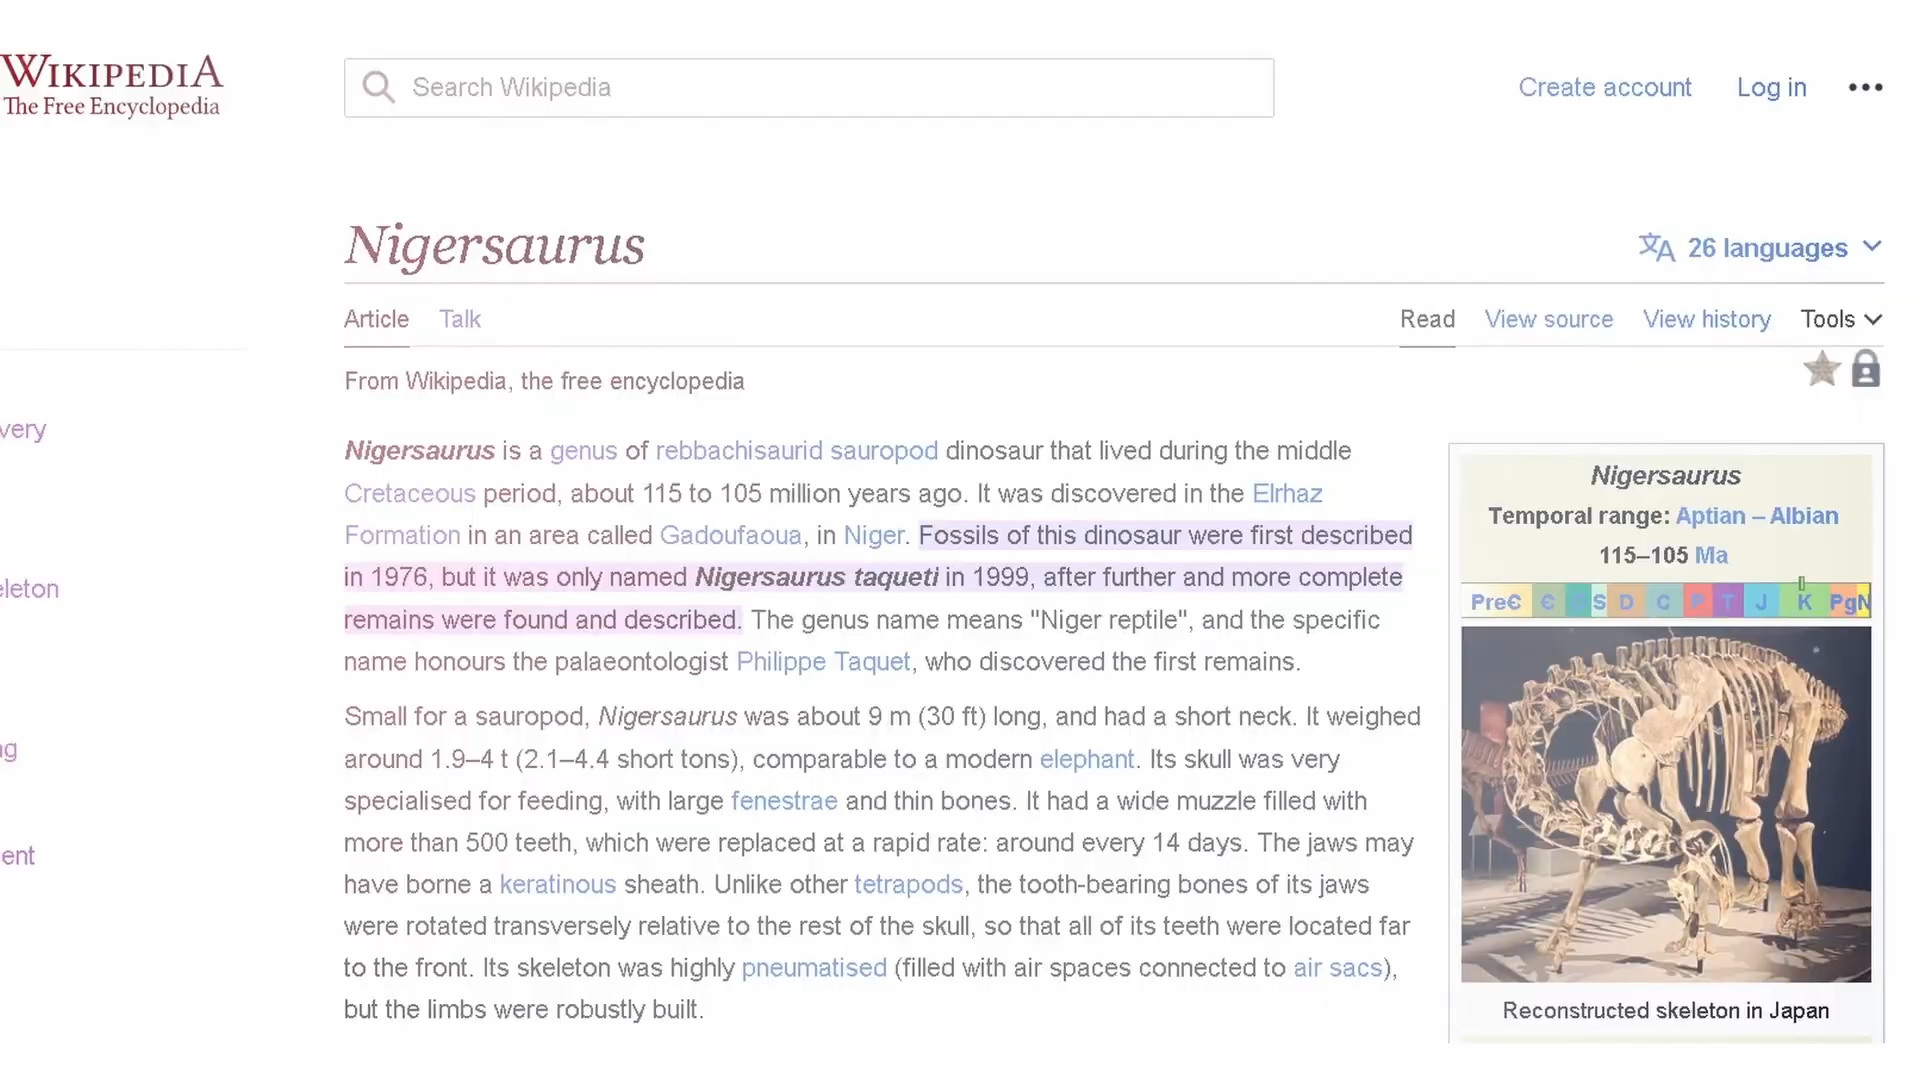 WIKIPEDIA
The Free Encyclopedia
Search Wikipedia
Create account
Log in
Nigersaurus
26 languages
Article
Talk
Read
View source
View history
Tools
From Wikipedia, the free encyclopedia
very
eleton
ng
ent
Nigersaurus is a genus of rebbachisaurid sauropod dinosaur that lived during the middle
Cretaceous period, about 115 to 105 million years ago. It was discovered in the Elrhaz
Formation in an area called Gadoufaoua, in Niger. Fossils of this dinosaur were first described
in 1976, but it was only named Nigersaurus taqueti in 1999, after further and more complete
remains were found and described. The genus name means "Niger reptile", and the specific
name honours the palaeontologist Philippe Taquet, who discovered the first remains.
Small for a sauropod, Nigersaurus was about 9 m (30 ft) long, and had a short neck. It weighed
around 1.9–4 t (2.1–4.4 short tons), comparable to a modern elephant. Its skull was very
specialised for feeding, with large fenestrae and thin bones. It had a wide muzzle filled with
more than 500 teeth, which were replaced at a rapid rate: around every 14 days. The jaws may
have borne a keratinous sheath. Unlike other tetrapods, the tooth-bearing bones of its jaws
were rotated transversely relative to the rest of the skull, so that all of its teeth were located far
to the front. Its skeleton was highly pneumatised (filled with air spaces connected to air sacs),
but the limbs were robustly built.
Nigersaurus
Temporal range: Aptian – Albian
115–105 Ma
PreꞒ Ꞓ O S D C P T J K Pg N
Reconstructed skeleton in Japan